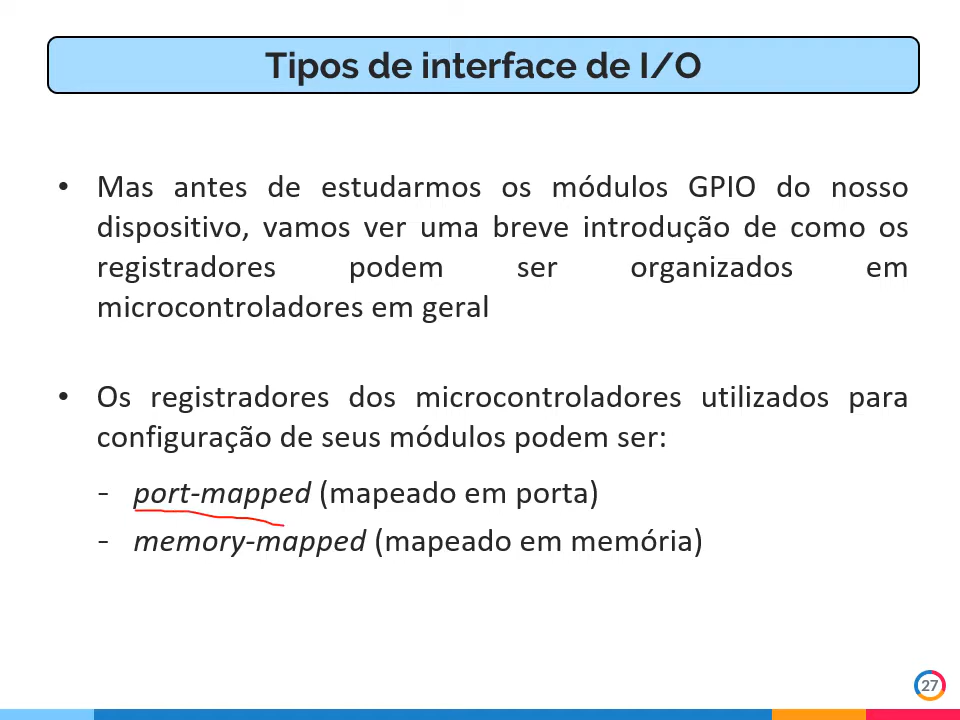 Tipos de interface de I/O
• Mas antes de estudarmos os módulos GPIO do nosso
dispositivo, vamos ver uma breve introdução de como os
registradores podem ser organizados em
microcontroladores em geral
• Os registradores dos microcontroladores utilizados para
configuração de seus módulos podem ser:
- port-mapped (mapeado em porta)
- memory-mapped (mapeado em memória)
27